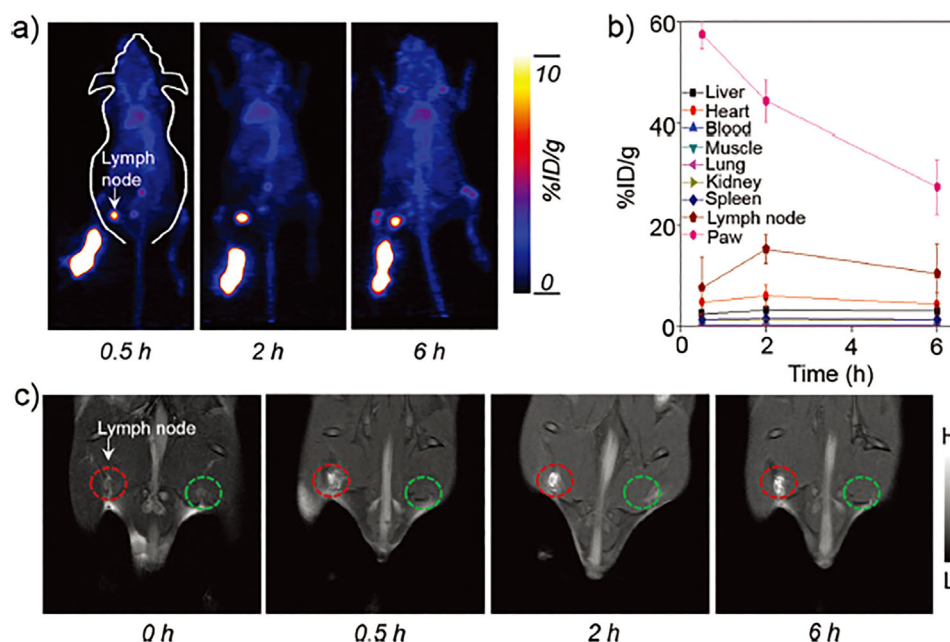 a)
Lymph
node
0.5 h
2 h
6 h
10
%ID/g
0
b)
60
40
20
0
%ID/g
Liver
Heart
Blood
Muscle
Lung
Kidney
Spleen
Lymph node
Paw
0
2
4
6
Time (h)
c)
Lymph node
0 h
0.5 h
2 h
6 h
H
L